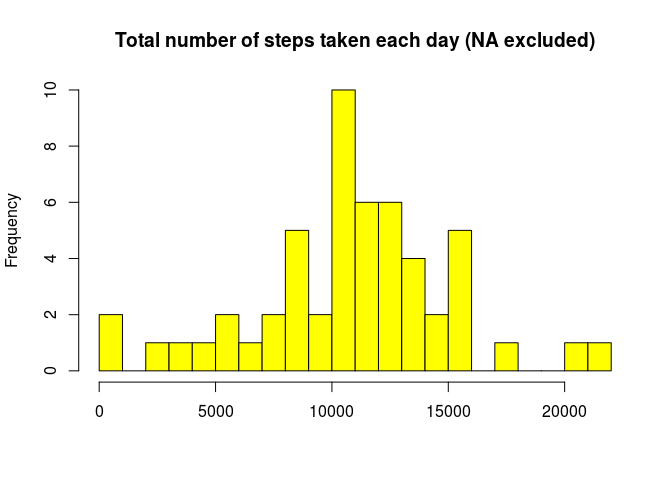 Total number of steps taken each day (NA excluded)
Frequency
10
8
6
4
2
0
0 5000 10000 15000 20000